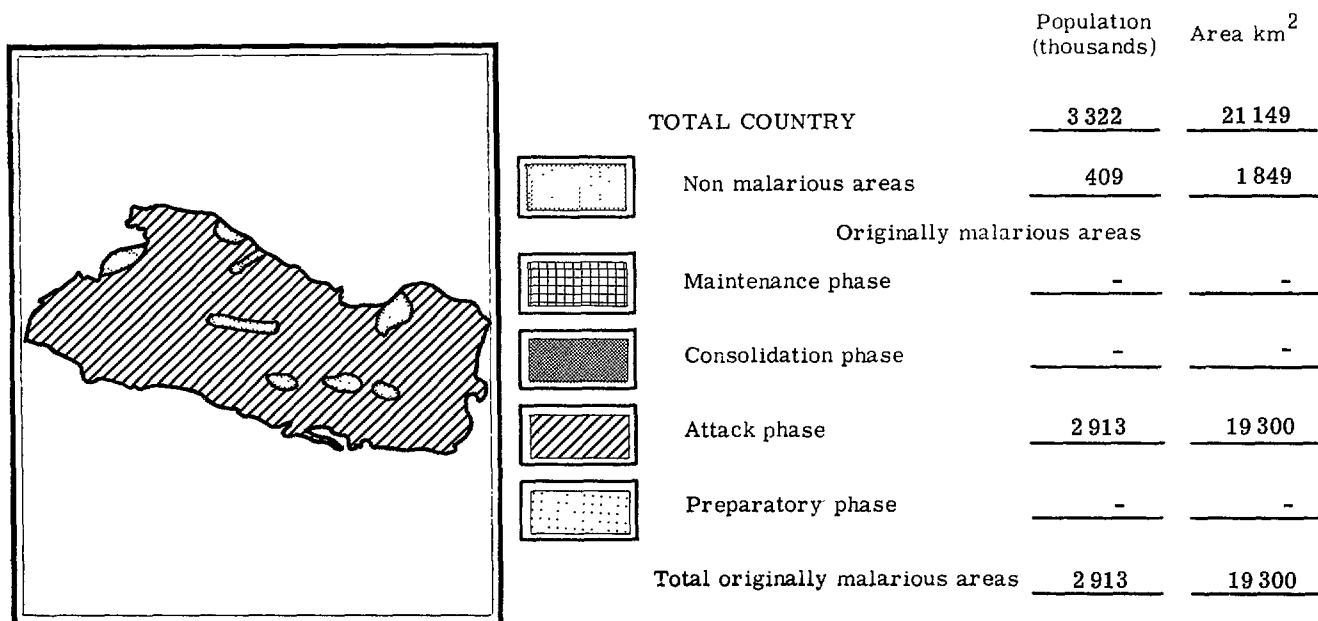 Population Area km²
(thousands)
TOTAL COUNTRY 3 322 21 149
Non malarious areas 409 1 849
Originally malarious areas
Maintenance phase - -
Consolidation phase - -
Attack phase 2 913 19 300
Preparatory phase - -
Total originally malarious areas 2 913 19 300